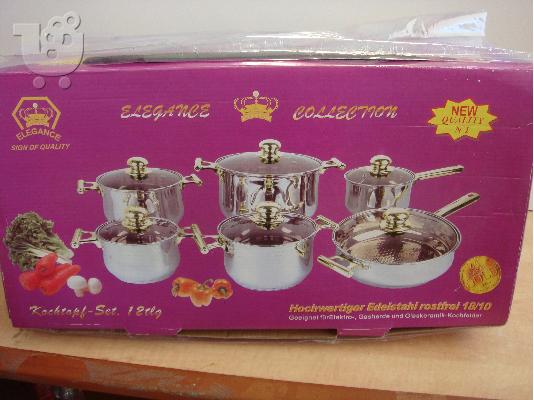 ELEGANCE COLLECTION
ELEGANCE
SIGN OF QUALITY
NEW
QUALITY
N 1
Kochtopf-Set. 12tlg
Hochwertiger Edelstahl rostfrei 18/10
Geeignet für Elektro-, Gasherde und Glaskeramik-Kochfelder